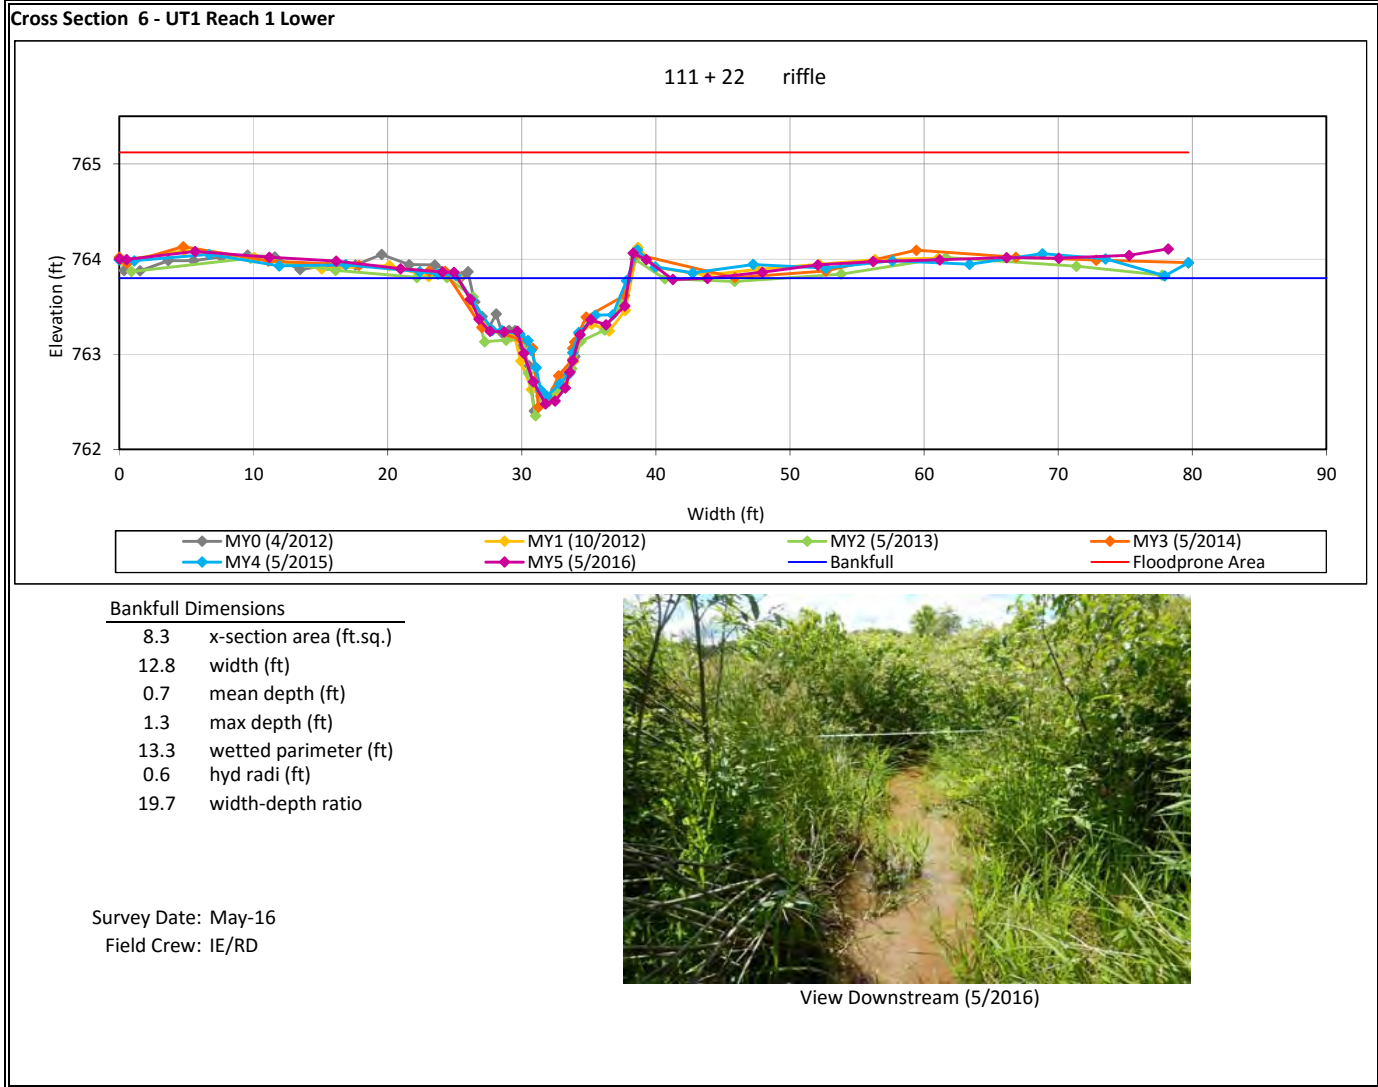 Cross Section 6 - UT1 Reach 1 Lower
111 + 22 riffle
765
764
763
762
Elevation (ft)
0 10 20 30 40 50 60 70 80 90
Width (ft)
MY0 (4/2012) MY1 (10/2012) MY2 (5/2013) MY3 (5/2014)
MY4 (5/2015) MY5 (5/2016) Bankfull Floodprone Area
Bankfull Dimensions
8.3 x-section area (ft.sq.)
12.8 width (ft)
0.7 mean depth (ft)
1.3 max depth (ft)
13.3 wetted parimeter (ft)
0.6 hyd radi (ft)
19.7 width-depth ratio
Survey Date: May-16
Field Crew: IE/RD
View Downstream (5/2016)